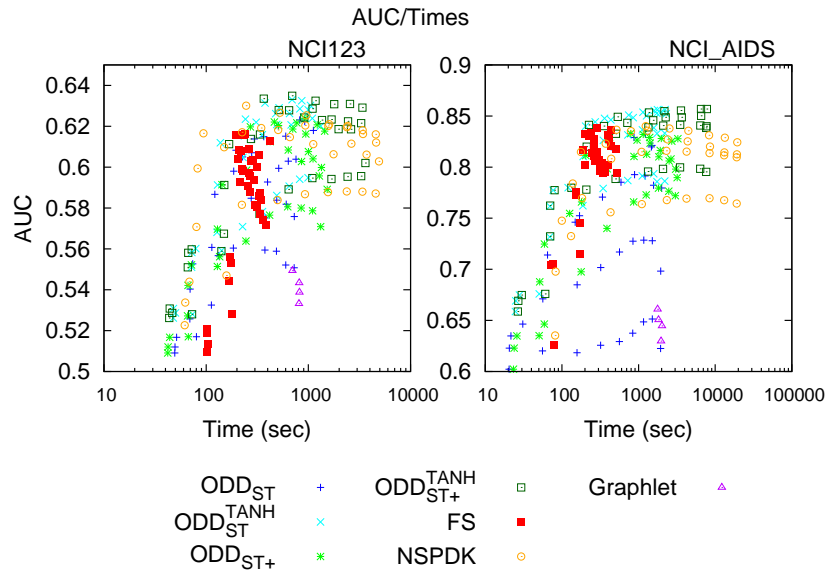 AUC/Times
NCI123
NCI_AIDS
AUC
0.64
0.62
0.6
0.58
0.56
0.54
0.52
0.5
10 100 1000 10000
Time (sec)
0.9
0.85
0.8
0.75
0.7
0.65
0.6
10 100 1000 10000 100000
Time (sec)
ODD_ST
ODD_ST^TANH
ODD_ST+
ODD_ST+^TANH
FS
NSPDK
Graphlet